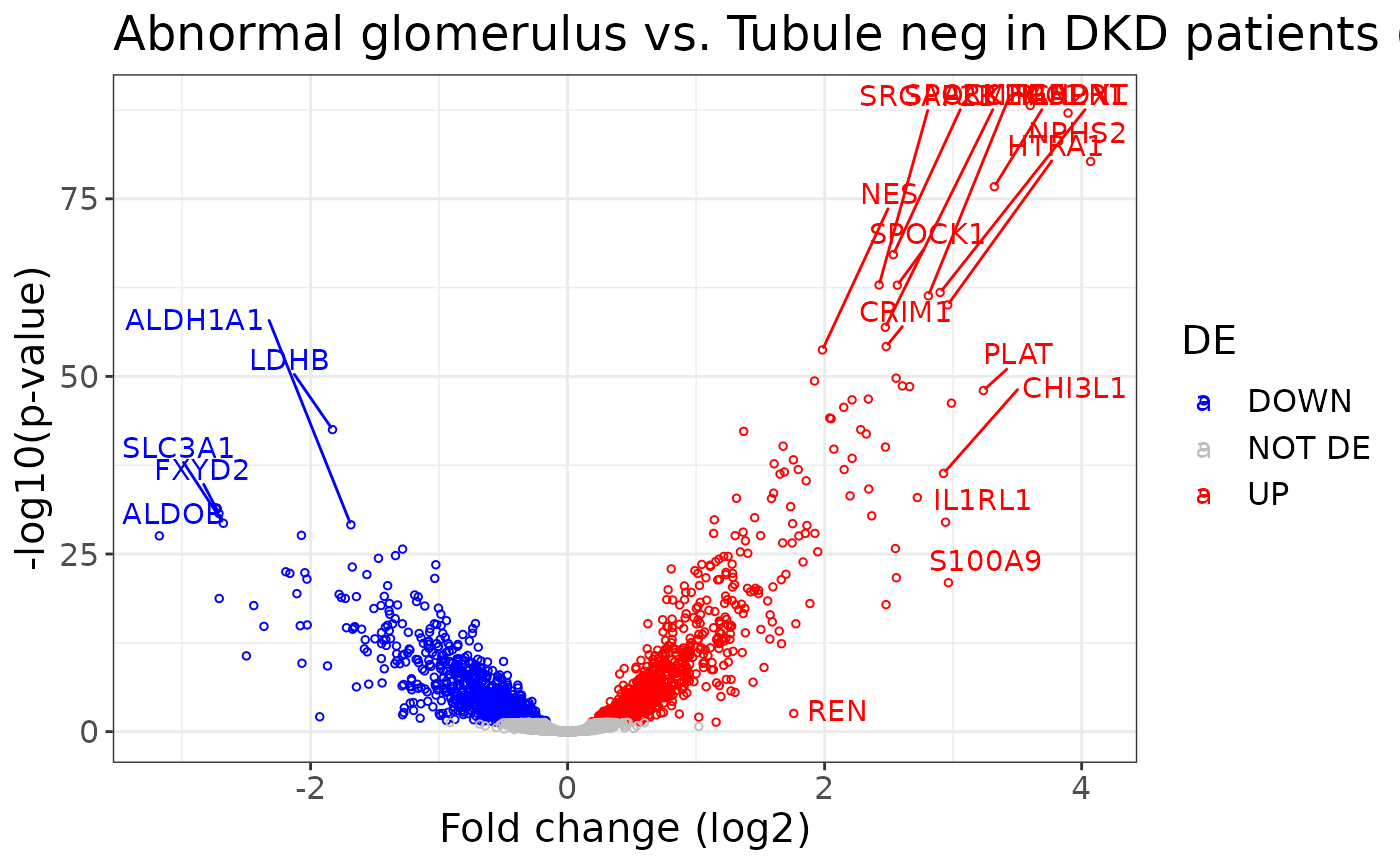 Abnormal glomerulus vs. Tubule neg in DKD patients (
NPHS2
HTRA1
NES
SPOCK1
CRIM1
PLAT
CHI3L1
IL1RL1
S100A9
REN
ALDH1A1
LDHB
SLC3A1
FXYD2
ALDOB
75
50
25
0
-2
0
2
4
-log10(p-value)
Fold change (log2)
DE
a DOWN
a NOT DE
a UP